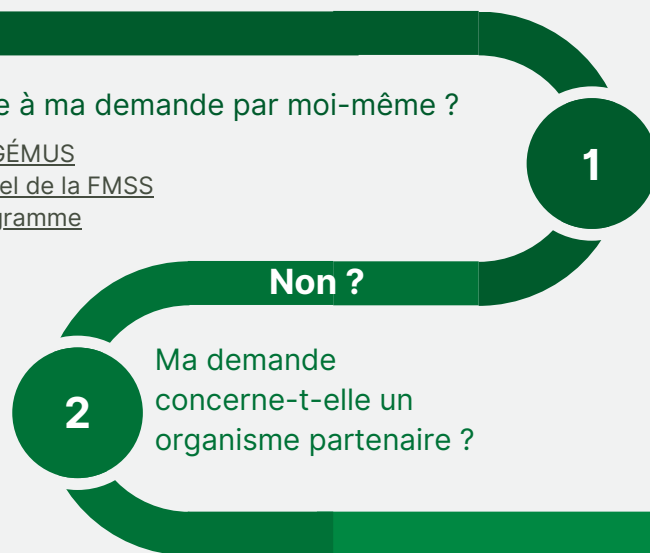 e à ma demande par moi-même ?
GÉMUS
el de la FMSS
gramme
1
Non ?
Ma demande
concerne-t-elle un
organisme partenaire ?
2